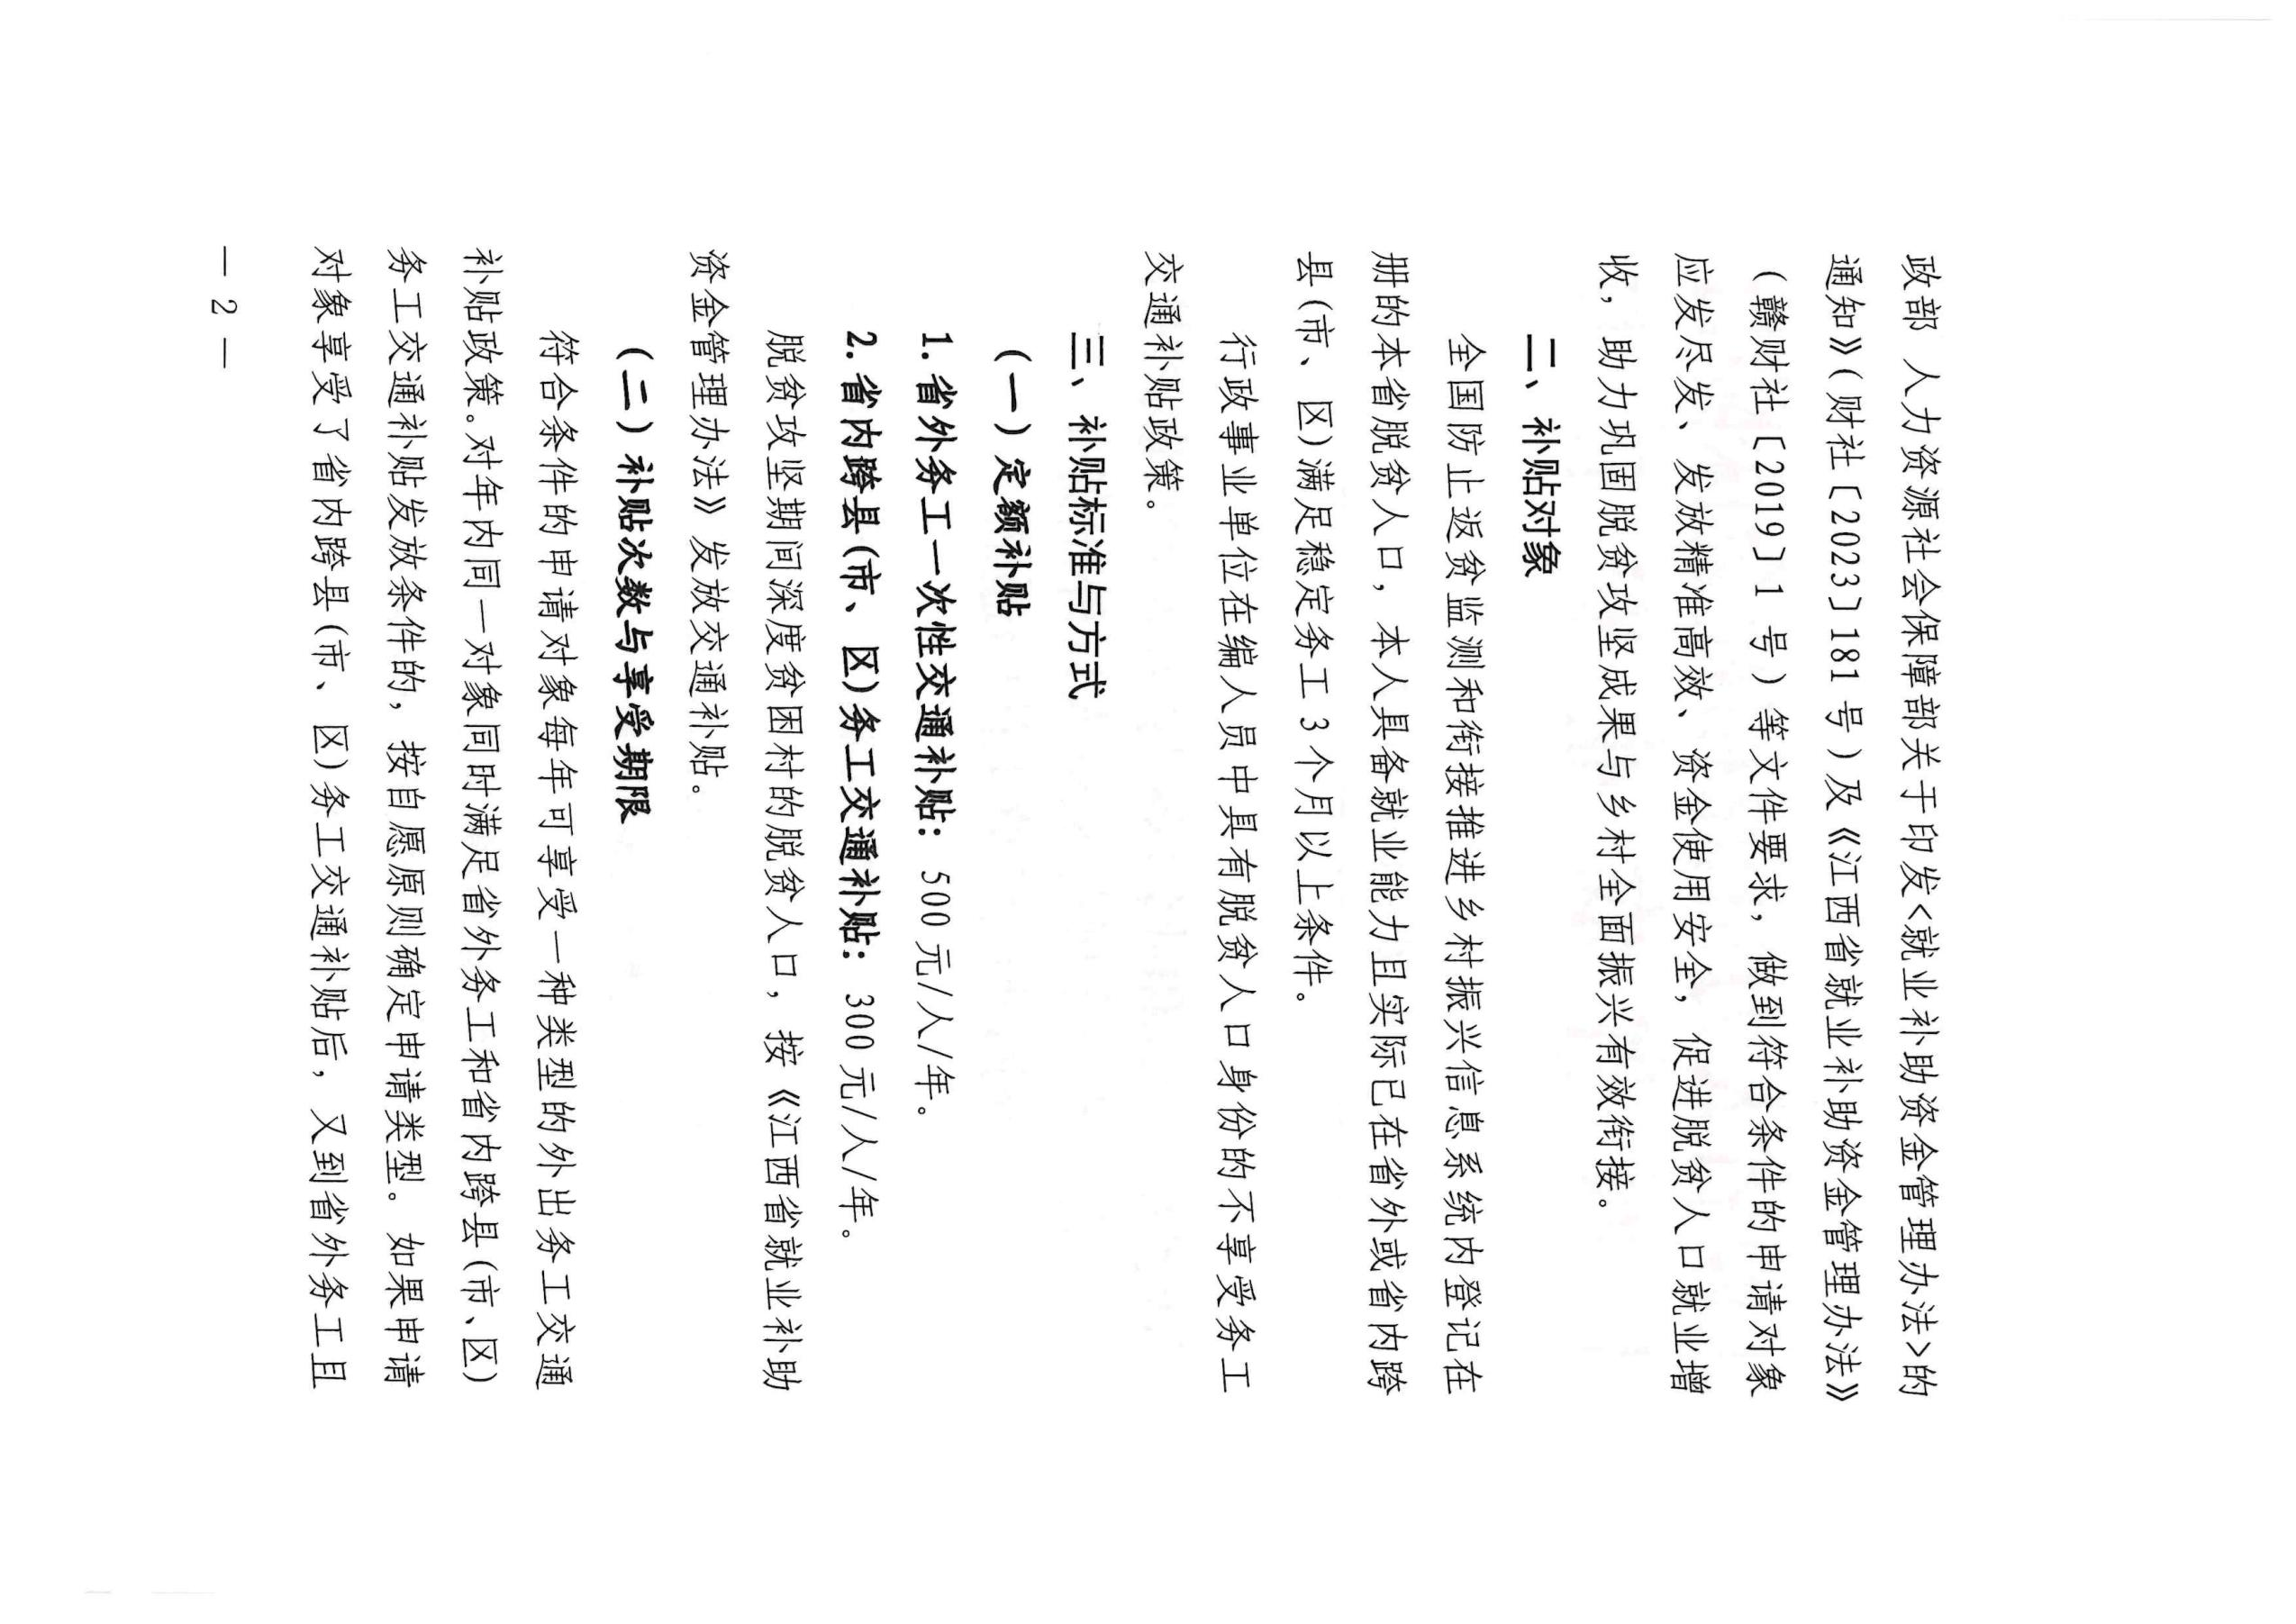 政部 人力资源社会保障部关于印发<就业补助资金管理办法>的
通知》（财社〔2023〕181 号）及《江西省就业补助资金管理办法》
（赣财社〔2019〕1 号）等文件要求，做到符合条件的申请对象
应发尽发、发放精准高效、资金使用安全，促进脱贫人口就业增
收，助力巩固脱贫攻坚成果与乡村全面振兴有效衔接。
二、补贴对象
全国防止返贫监测和衔接推进乡村振兴信息系统内登记在
册的本省脱贫人口，本人具备就业能力且实际已在省外或省内跨
县（市、区）满足稳定务工 3 个月以上条件。
行政事业单位在编人员中具有脱贫人口身份的不享受务工
交通补贴政策。
三、补贴标准与方式
（一）定额补贴
1.省外务工一次性交通补贴：500 元/人/年。
2.省内跨县（市、区）务工交通补贴：300 元/人/年。
脱贫攻坚期间深度贫困村的脱贫人口，按《江西省就业补助
资金管理办法》发放交通补贴。
（二）补贴次数与享受期限
符合条件的申请对象每年可享受一种类型的外出务工交通
补贴政策。对年内同一对象同时满足省外务工和省内跨县（市、区）
务工交通补贴发放条件的，按自愿原则确定申请类型。如果申请
对象享受了省内跨县（市、区）务工交通补贴后，又到省外务工且
— 2 —